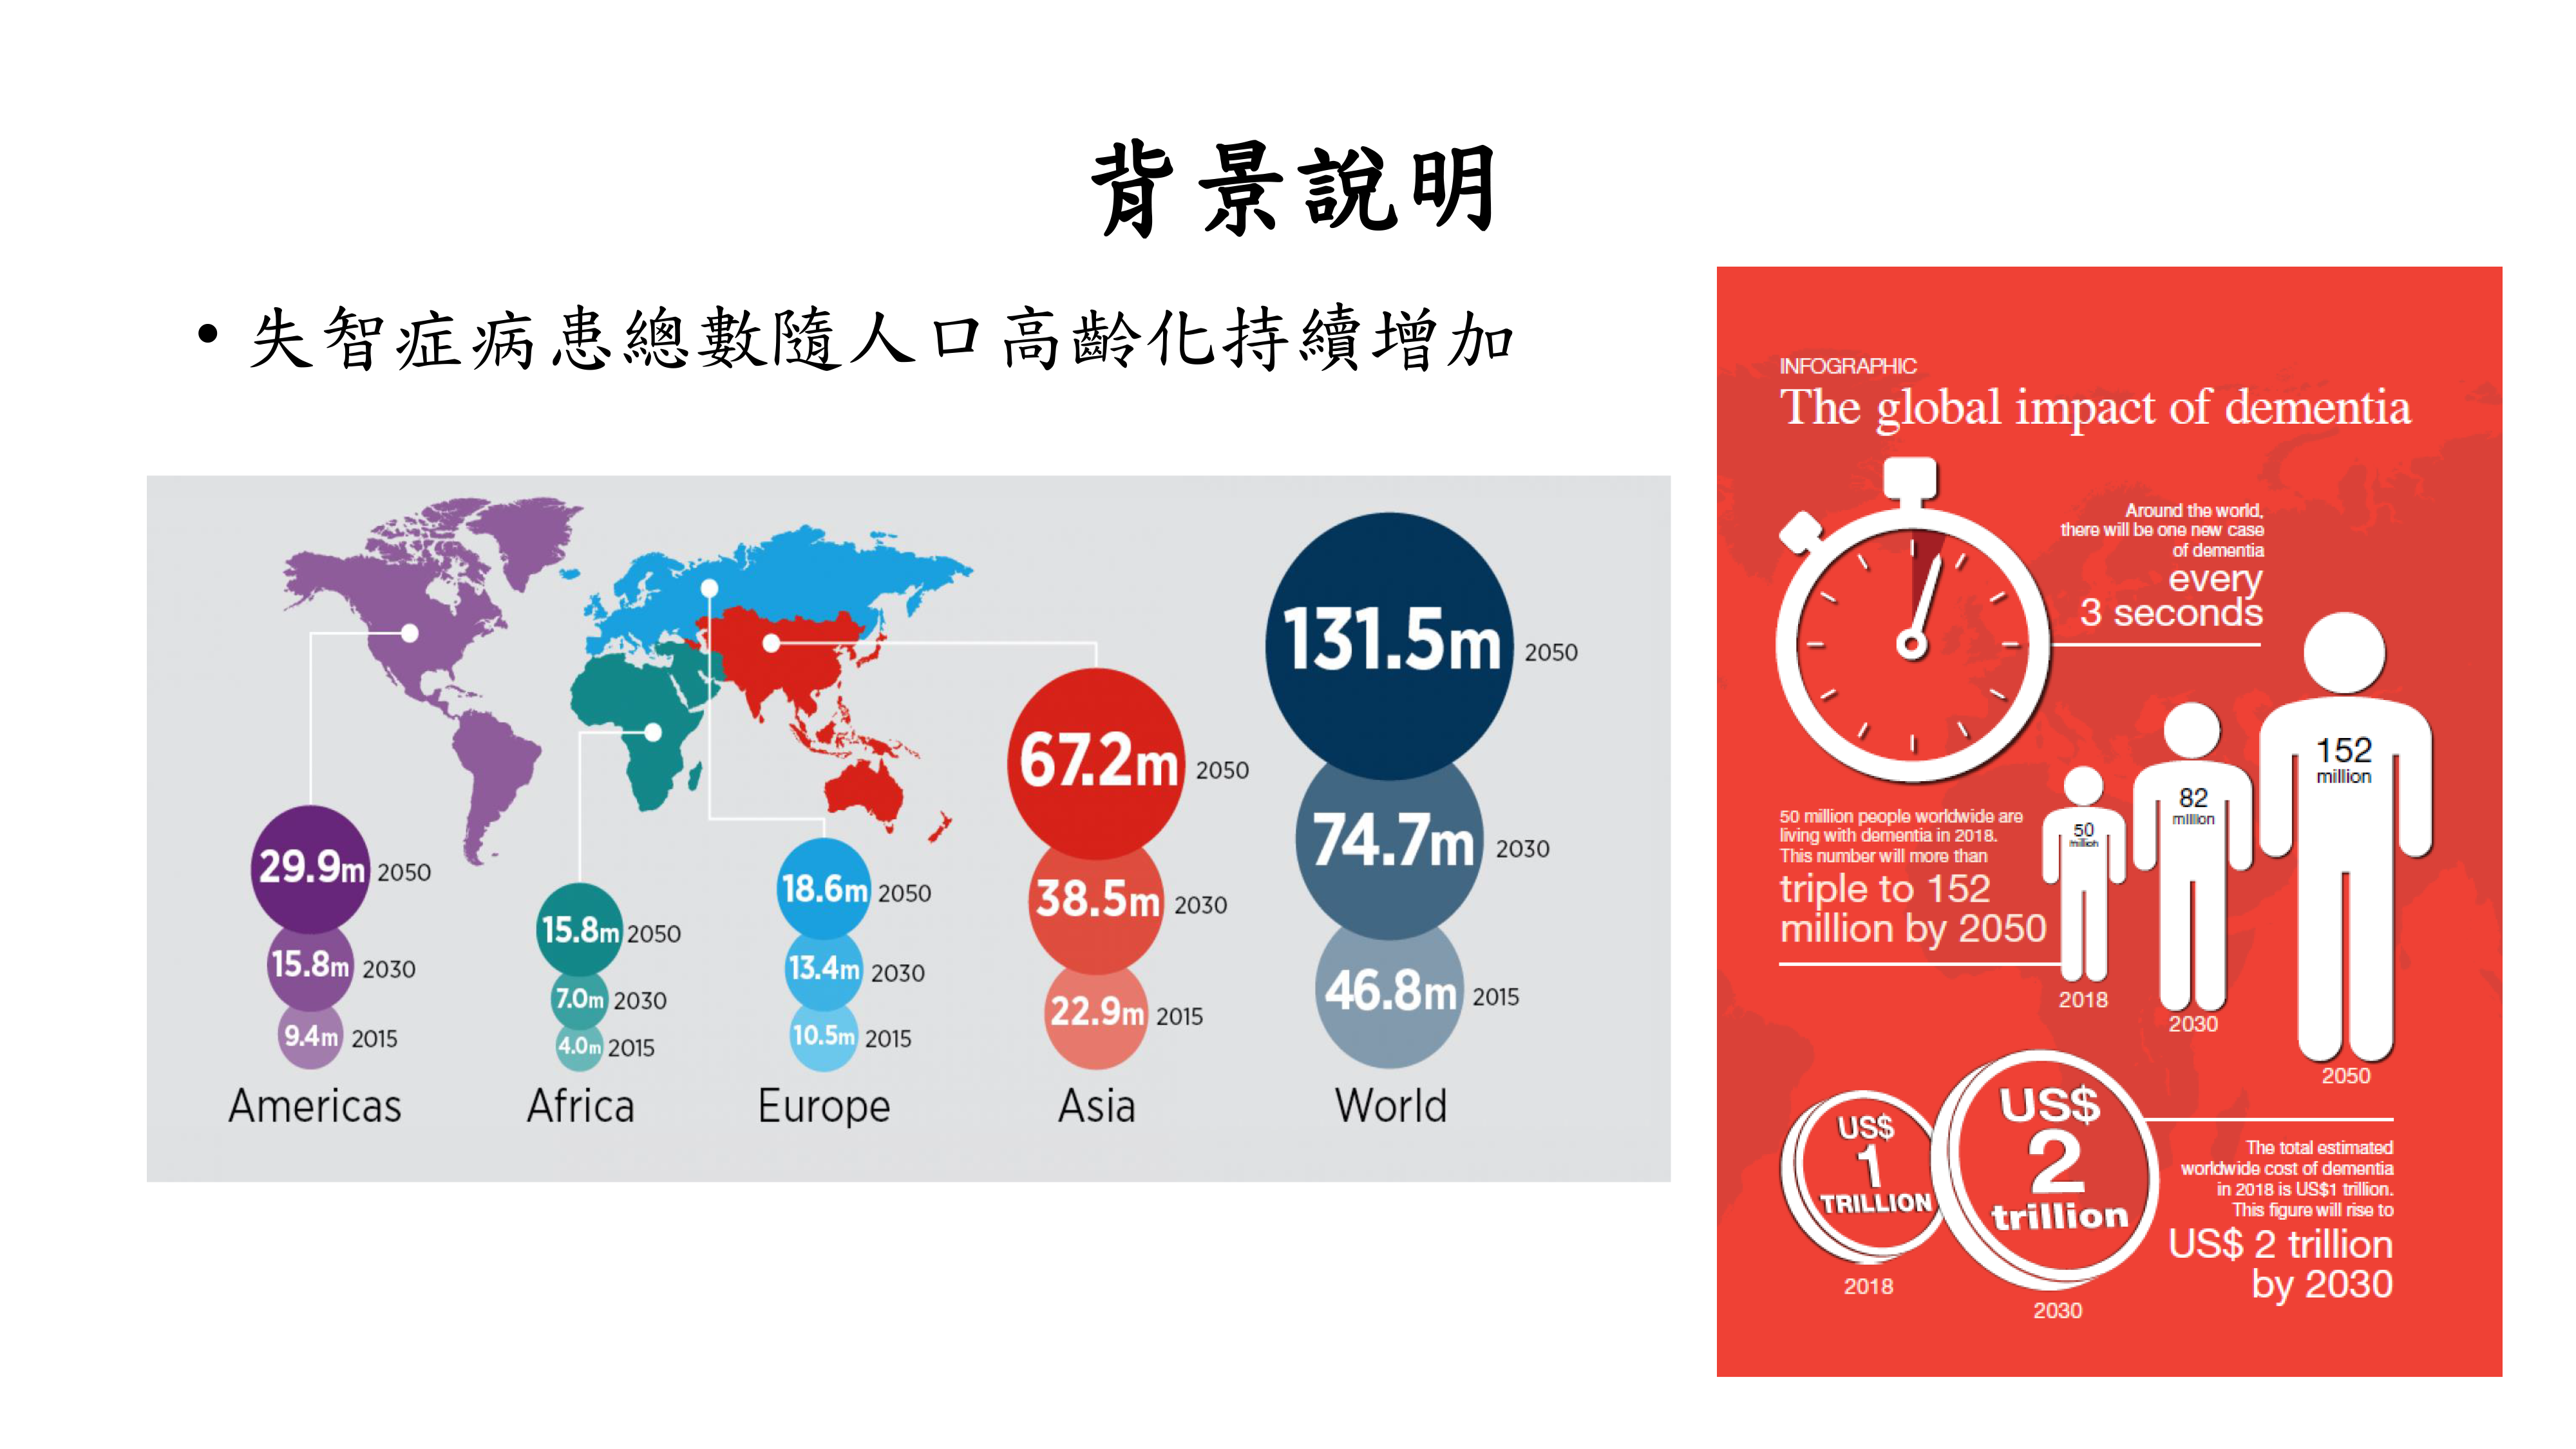 背景說明
• 失智症病患總數隨人口高齡化持續增加
29.9m 2050
15.8m 2030
9.4m 2015
Americas
15.8m 2050
7.0m 2030
4.0m 2015
Africa
18.6m 2050
13.4m 2030
10.5m 2015
Europe
67.2m 2050
38.5m 2030
22.9m 2015
Asia
131.5m 2050
74.7m 2030
46.8m 2015
World
INFOGRAPHIC
The global impact of dementia
Around the world,
there will be one new case
of dementia
every
3 seconds
50 million people worldwide are
living with dementia in 2018.
This number will more than
triple to 152
million by 2050
50
million
2018
82
million
2030
152
million
2050
US$
1
TRILLION
2018
US$
2
trillion
2030
The total estimated
worldwide cost of dementia
in 2018 is US$1 trillion.
This figure will rise to
US$ 2 trillion
by 2030